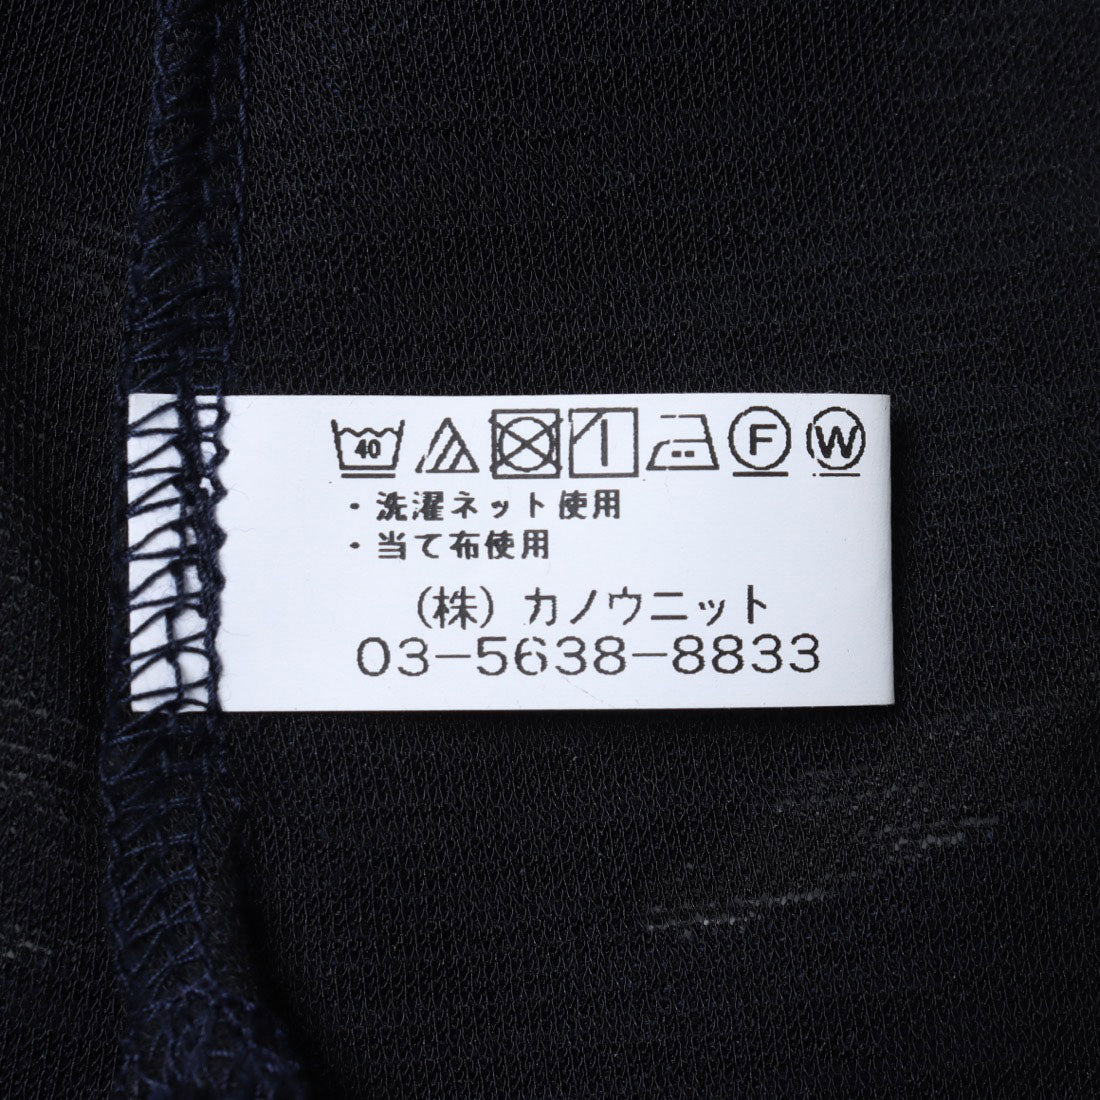 40 F W
・洗濯ネット使用
・当て布使用
(株) カノウニット
03-5638-8833